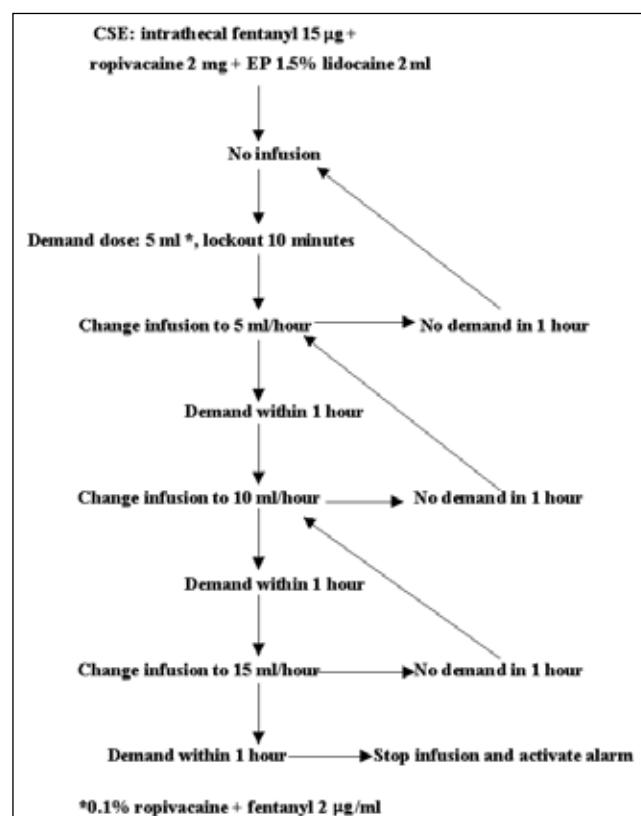 CSE: intrathecal fentanyl 15 µg +
ropivacaine 2 mg + EP 1.5% lidocaine 2 ml
No infusion
Demand dose: 5 ml *, lockout 10 minutes
Change infusion to 5 ml/hour
No demand in 1 hour
Demand within 1 hour
Change infusion to 10 ml/hour
No demand in 1 hour
Demand within 1 hour
Change infusion to 15 ml/hour
No demand in 1 hour
Demand within 1 hour
Stop infusion and activate alarm
*0.1% ropivacaine + fentanyl 2 µg/ml